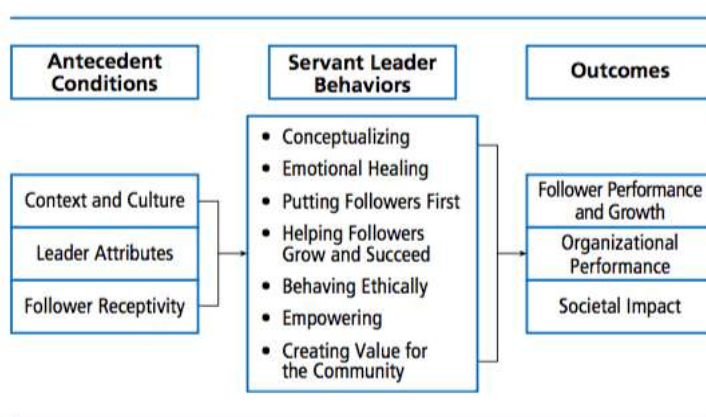 Antecedent
Conditions
Servant Leader
Behaviors
Outcomes
Context and Culture
Leader Attributes
Follower Receptivity
• Conceptualizing
• Emotional Healing
• Putting Followers First
• Helping Followers
Grow and Succeed
• Behaving Ethically
• Empowering
• Creating Value for
the Community
Follower Performance
and Growth
Organizational
Performance
Societal Impact